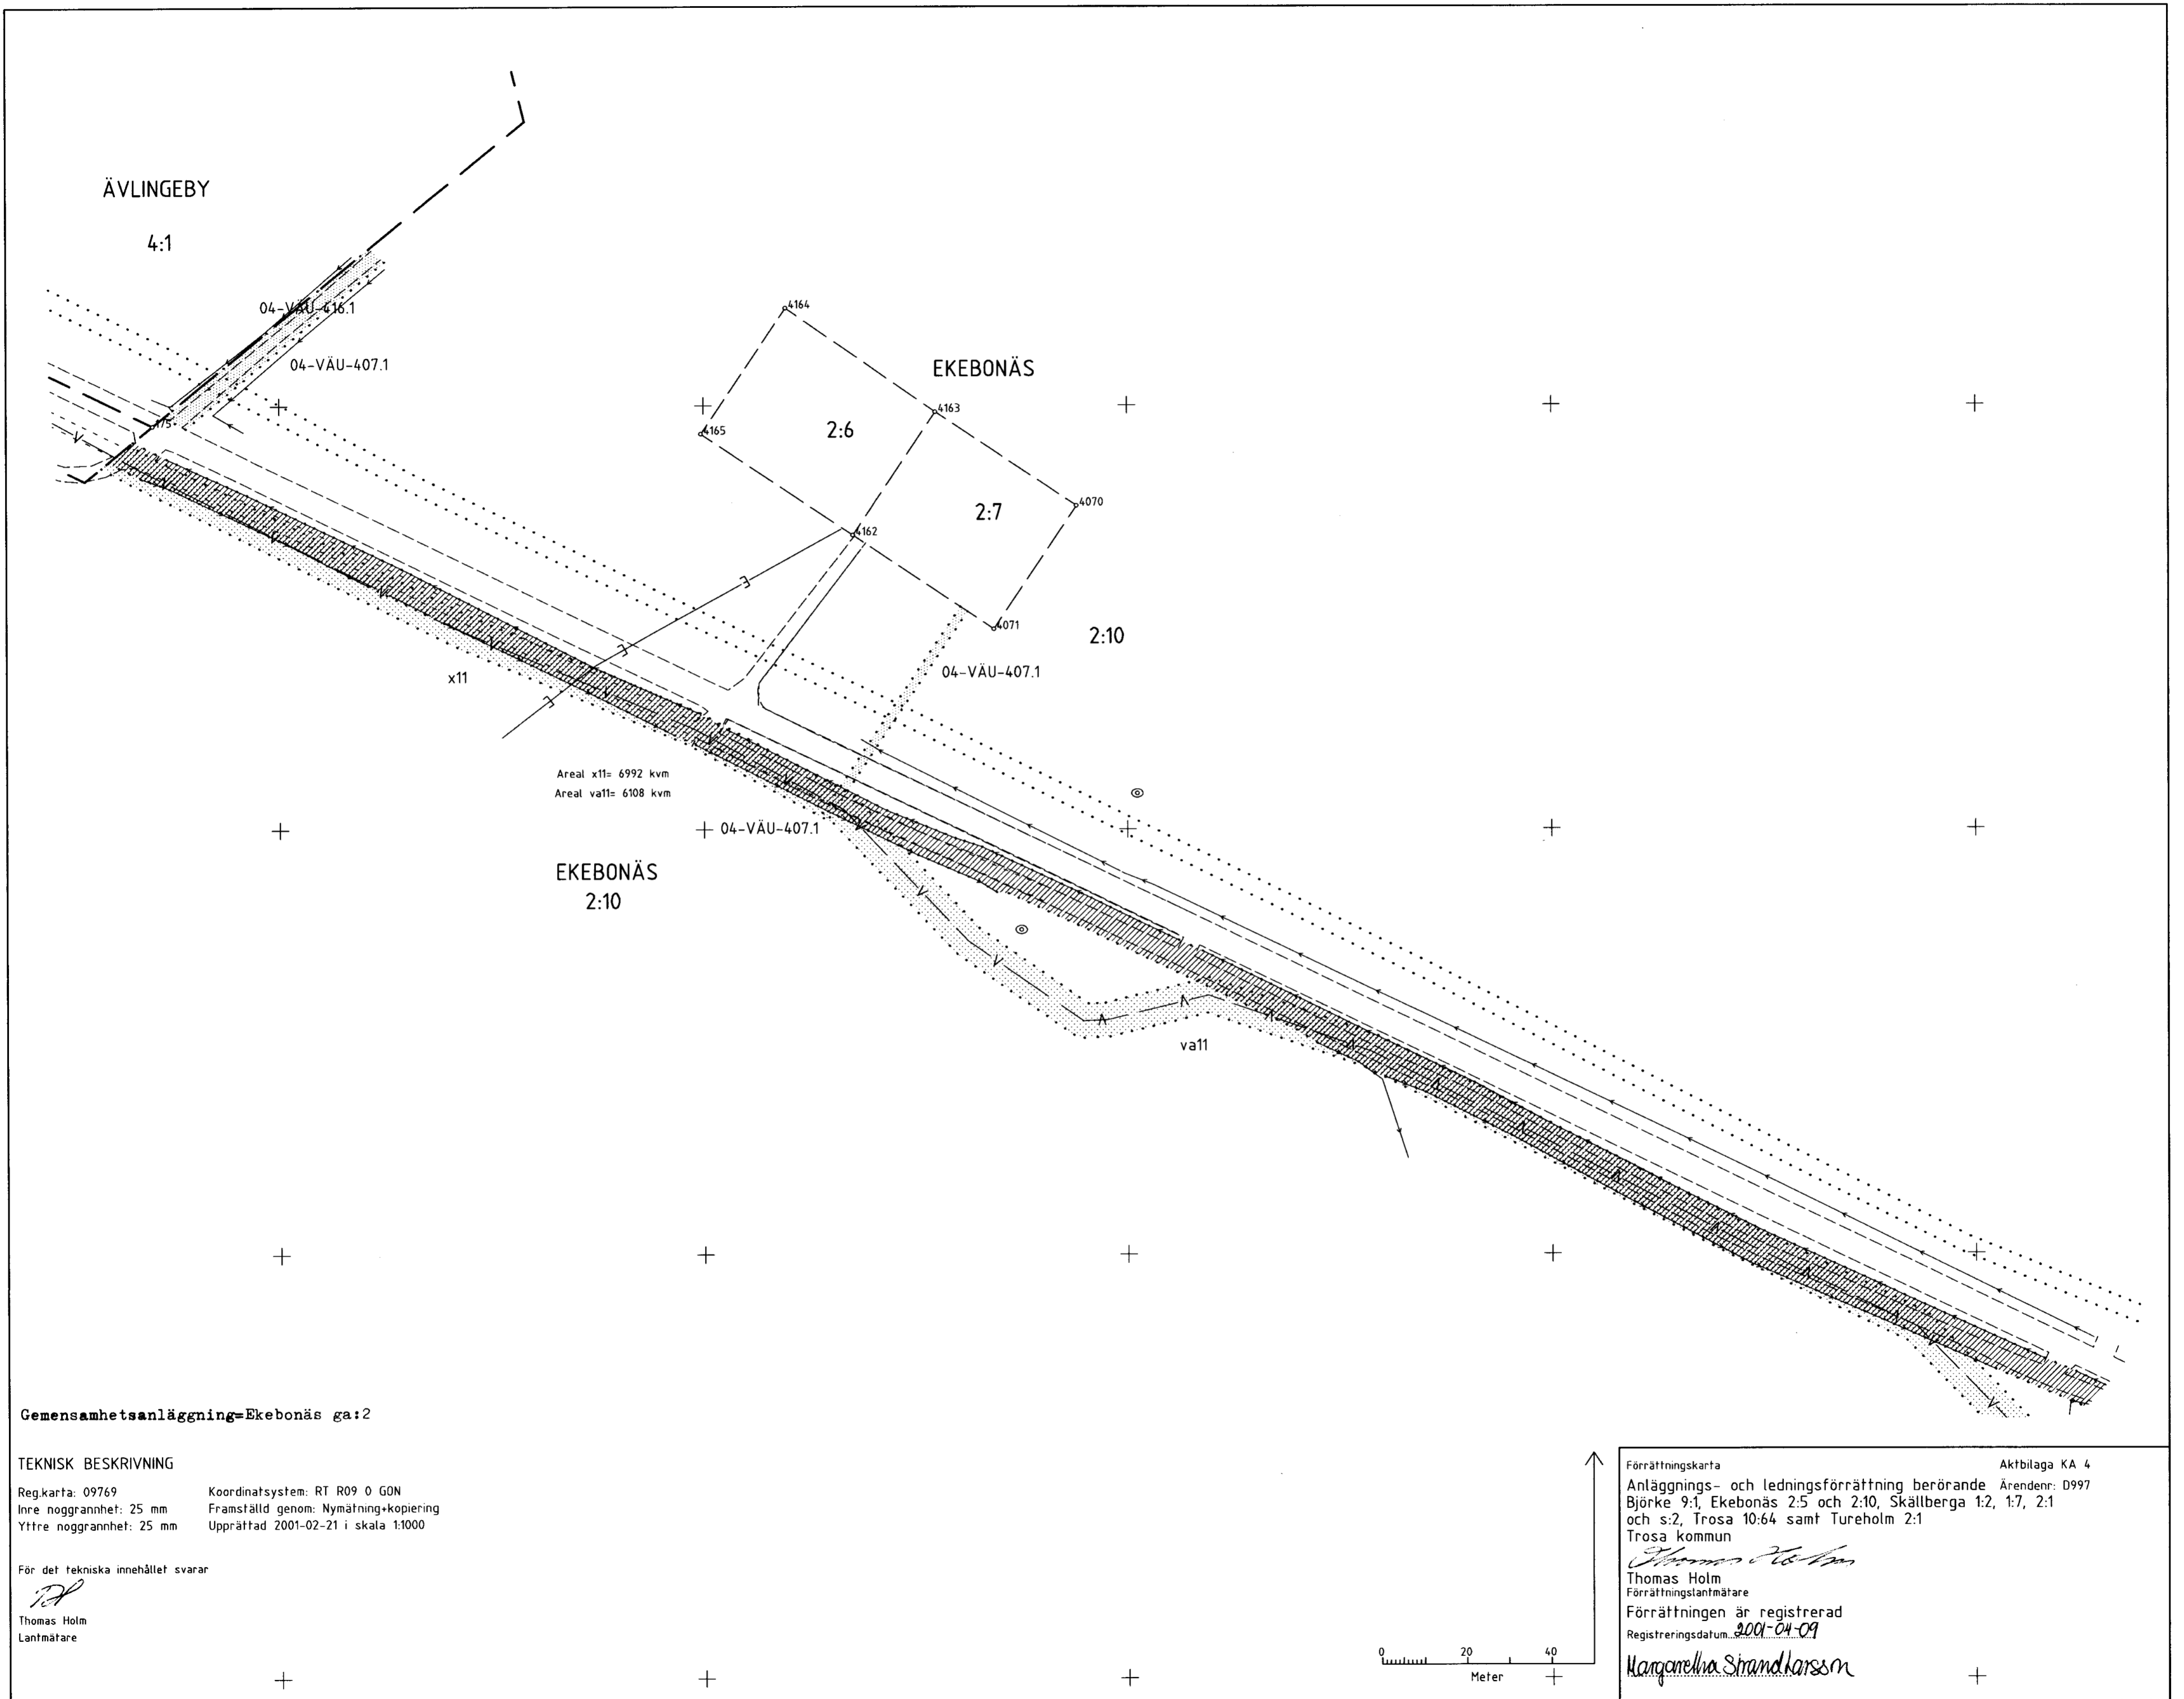 ÄVLINGEBY
4:1
04-VÄU-416.1
04-VÄU-407.1
175
4164
EKEBONÄS
4163
4165
2:6
4070
2:7
4162
4071
2:10
04-VÄU-407.1
x11
Areal x11= 6992 kvm
Areal va11= 6108 kvm
04-VÄU-407.1
EKEBONÄS
2:10
va11
Gemensamhetsanläggning=Ekebonäs ga:2
TEKNISK BESKRIVNING
Reg.karta: 09769 Koordinatsystem: RT R09 0 GON
Inre noggrannhet: 25 mm Framställd genom: Nymätning+kopiering
Yttre noggrannhet: 25 mm Upprättad 2001-02-21 i skala 1:1000
För det tekniska innehållet svarar
TH
Thomas Holm
Lantmätare
0 20 40
Meter
Förrättningskarta Aktbilaga KA 4
Anläggnings- och ledningsförrättning berörande Ärendenr: D997
Björke 9:1, Ekebonäs 2:5 och 2:10, Skällberga 1:2, 1:7, 2:1
och s:2, Trosa 10:64 samt Tureholm 2:1
Trosa kommun
Thomas Holm
Thomas Holm
Förrättningslantmätare
Förrättningen är registrerad
Registreringsdatum 2001-04-09
Margaretha Strand Larsson